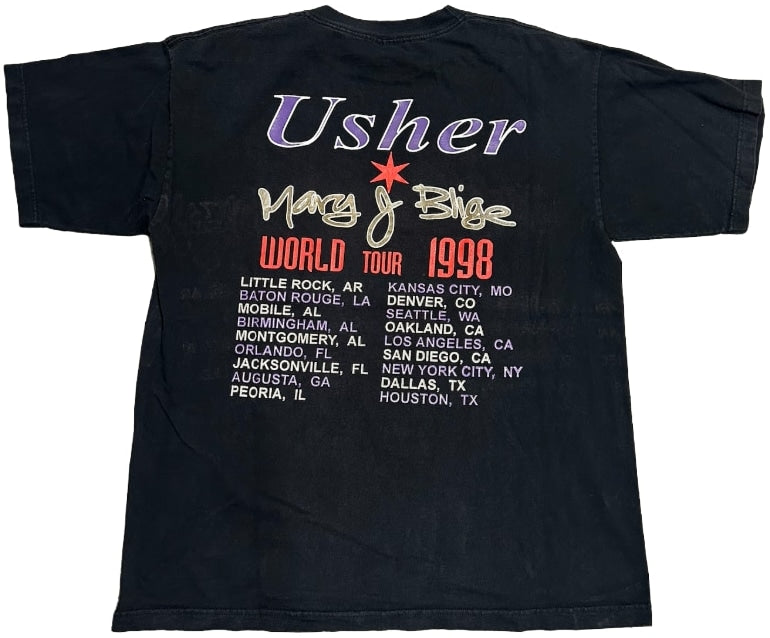 Usher
Mary J Blige
WORLD TOUR 1998
LITTLE ROCK, AR
BATON ROUGE, LA
MOBILE, AL
BIRMINGHAM, AL
MONTGOMERY, AL
ORLANDO, FL
JACKSONVILLE, FL
AUGUSTA, GA
PEORIA, IL
KANSAS CITY, MO
DENVER, CO
SEATTLE, WA
OAKLAND, CA
LOS ANGELES, CA
SAN DIEGO, CA
NEW YORK CITY, NY
DALLAS, TX
HOUSTON, TX